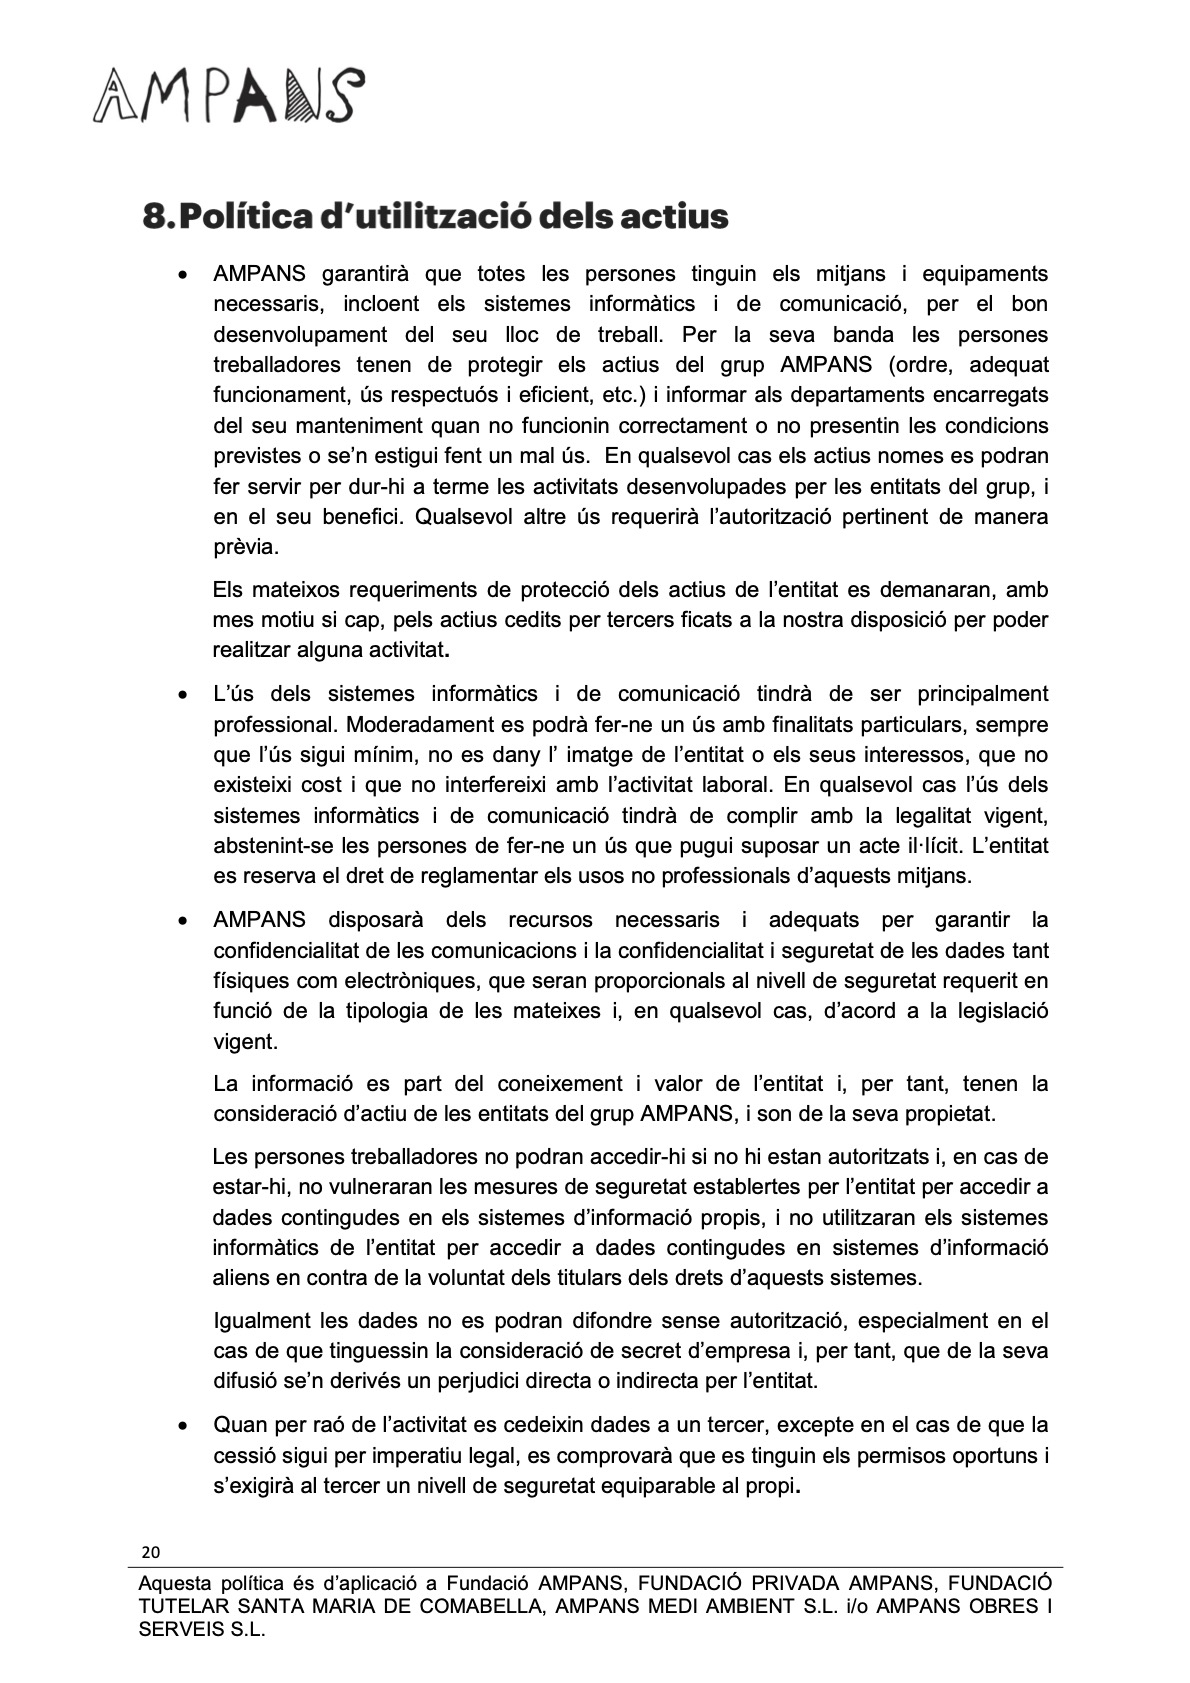 AMPANS
8. Política d’utilització dels actius
• AMPANS garantirà que totes les persones tinguin els mitjans i equipaments
necessaris, incloent els sistemes informàtics i de comunicació, per el bon
desenvolupament del seu lloc de treball. Per la seva banda les persones
treballadores tenen de protegir els actius del grup AMPANS (ordre, adequat
funcionament, ús respectuós i eficient, etc.) i informar als departaments encarregats
del seu manteniment quan no funcionin correctament o no presentin les condicions
previstes o se’n estigui fent un mal ús.  En qualsevol cas els actius nomes es podran
fer servir per dur-hi a terme les activitats desenvolupades per les entitats del grup, i
en el seu benefici. Qualsevol altre ús requerirà l’autorització pertinent de manera
prèvia.
Els mateixos requeriments de protecció dels actius de l’entitat es demanaran, amb
mes motiu si cap, pels actius cedits per tercers ficats a la nostra disposició per poder
realitzar alguna activitat.
• L’ús dels sistemes informàtics i de comunicació tindrà de ser principalment
professional. Moderadament es podrà fer-ne un ús amb finalitats particulars, sempre
que l’ús sigui mínim, no es dany l’ imatge de l’entitat o els seus interessos, que no
existeixi cost i que no interfereixi amb l’activitat laboral. En qualsevol cas l’ús dels
sistemes informàtics i de comunicació tindrà de complir amb la legalitat vigent,
abstenint-se les persones de fer-ne un ús que pugui suposar un acte il·lícit. L’entitat
es reserva el dret de reglamentar els usos no professionals d’aquests mitjans.
• AMPANS disposarà dels recursos necessaris i adequats per garantir la
confidencialitat de les comunicacions i la confidencialitat i seguretat de les dades tant
físiques com electròniques, que seran proporcionals al nivell de seguretat requerit en
funció de la tipologia de les mateixes i, en qualsevol cas, d’acord a la legislació
vigent.
La informació es part del coneixement i valor de l’entitat i, per tant, tenen la
consideració d’actiu de les entitats del grup AMPANS, i son de la seva propietat.
Les persones treballadores no podran accedir-hi si no hi estan autoritzats i, en cas de
estar-hi, no vulneraran les mesures de seguretat establertes per l’entitat per accedir a
dades contingudes en els sistemes d’informació propis, i no utilitzaran els sistemes
informàtics de l’entitat per accedir a dades contingudes en sistemes d’informació
aliens en contra de la voluntat dels titulars dels drets d’aquests sistemes.
Igualment les dades no es podran difondre sense autorització, especialment en el
cas de que tinguessin la consideració de secret d’empresa i, per tant, que de la seva
difusió se’n derivés un perjudici directa o indirecta per l’entitat.
• Quan per raó de l’activitat es cedeixin dades a un tercer, excepte en el cas de que la
cessió sigui per imperatiu legal, es comprovarà que es tinguin els permisos oportuns i
s’exigirà al tercer un nivell de seguretat equiparable al propi.
20
Aquesta política és d’aplicació a Fundació AMPANS, FUNDACIÓ PRIVADA AMPANS, FUNDACIÓ
TUTELAR SANTA MARIA DE COMABELLA, AMPANS MEDI AMBIENT S.L. i/o AMPANS OBRES I
SERVEIS S.L.